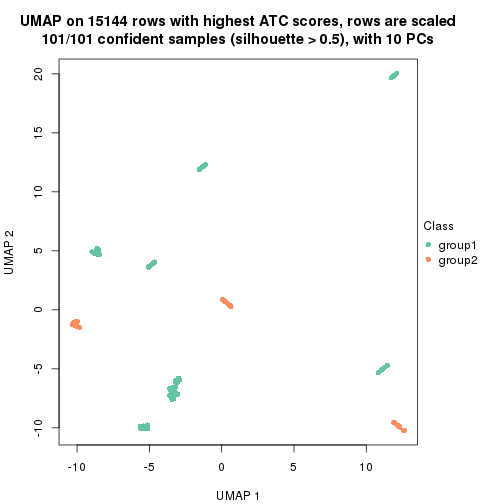 UMAP on 15144 rows with highest ATC scores, rows are scaled
101/101 confident samples (silhouette > 0.5), with 10 PCs
20
15
10
5
0
-5
-10
UMAP 2
-10
-5
0
5
10
UMAP 1
Class
group1
group2